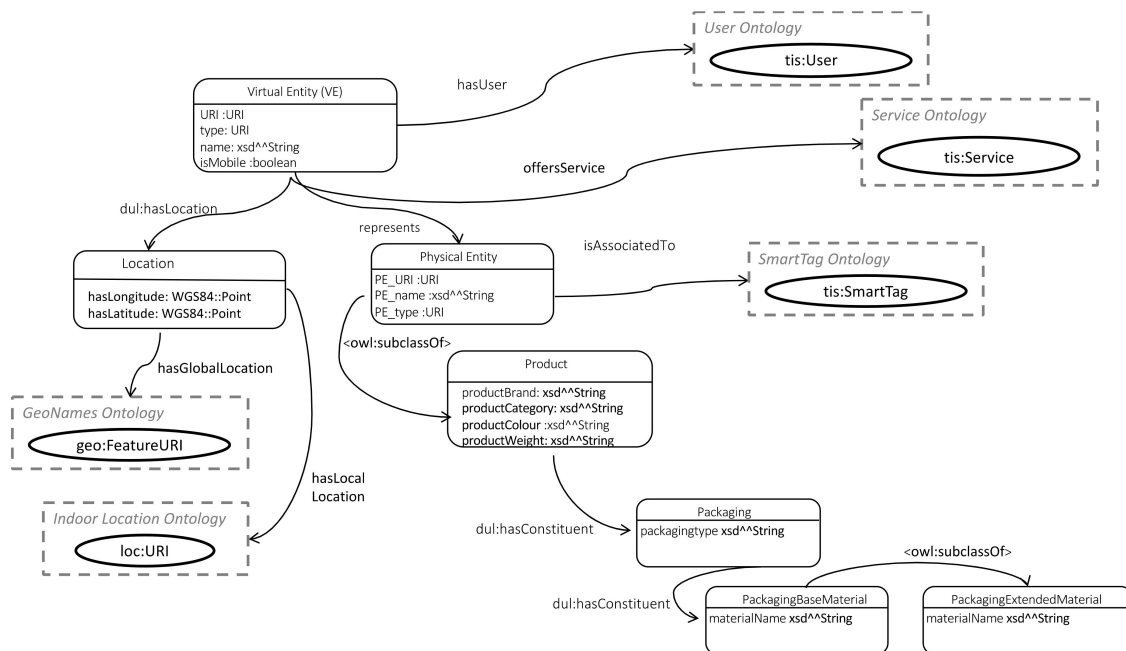 User Ontology
tis:User
hasUser
Virtual Entity (VE)
URI :URI
type: URI
name: xsd^^String
isMobile :boolean
Service Ontology
tis:Service
offersService
dul:hasLocation
represents
isAssociatedTo
Location
hasLongitude: WGS84::Point
hasLatitude: WGS84::Point
Physical Entity
PE_URI :URI
PE_name :xsd^^String
PE_type :URI
SmartTag Ontology
tis:SmartTag
<owl:subclassOf>
hasGlobalLocation
Product
productBrand: xsd^^String
productCategory: xsd^^String
productColour :xsd^^String
productWeight: xsd^^String
GeoNames Ontology
geo:FeatureURI
hasLocal
Location
Indoor Location Ontology
loc:URI
dul:hasConstituent
Packaging
packagingtype xsd^^String
<owl:subclassOf>
dul:hasConstituent
PackagingBaseMaterial
materialName xsd^^String
PackagingExtendedMaterial
materialName xsd^^String